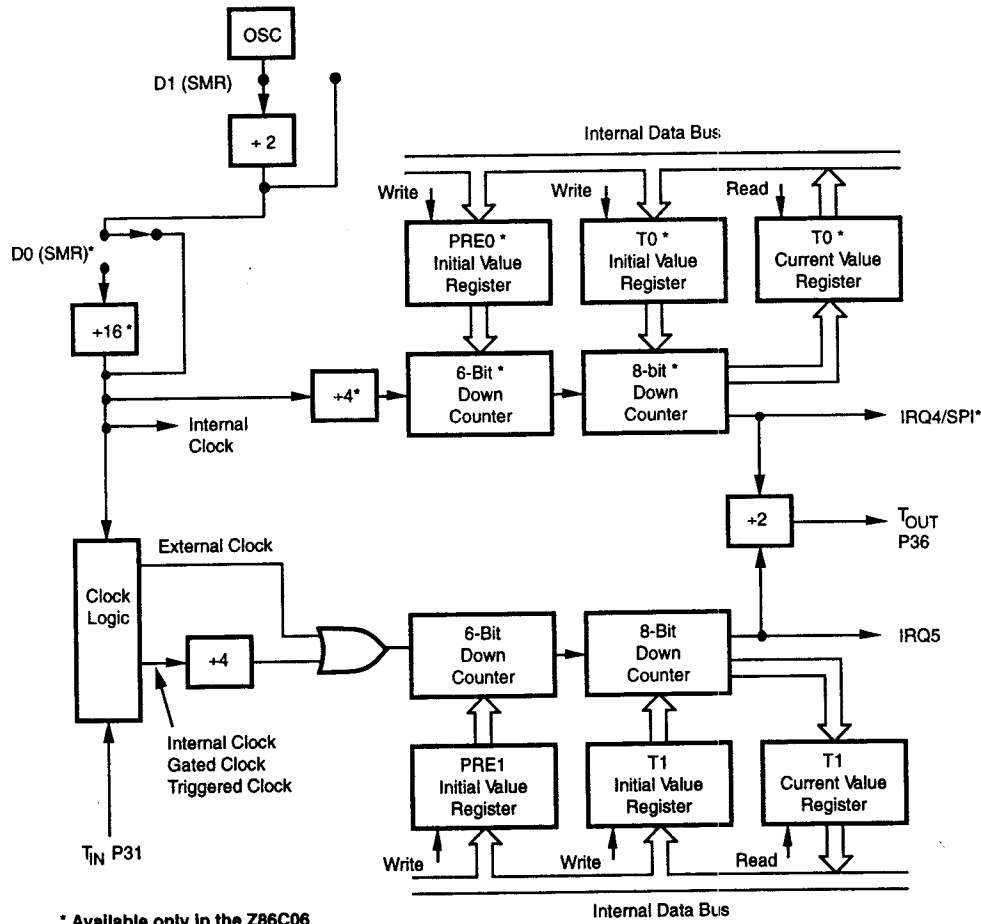 OSC
D1 (SMR)
÷ 2
Internal Data Bus
Write
Write
Read
PRE0 *
Initial Value
Register
T0 *
Initial Value
Register
T0 *
Current Value
Register
D0 (SMR)*
÷16 *
÷4*
6-Bit *
Down
Counter
8-bit *
Down
Counter
Internal
Clock
IRQ4/SPI*
÷2
TOUT
P36
External Clock
Clock
Logic
÷4
6-Bit
Down
Counter
8-Bit
Down
Counter
IRQ5
Internal Clock
Gated Clock
Triggered Clock
PRE1
Initial Value
Register
T1
Initial Value
Register
T1
Current Value
Register
TIN P31
Write
Write
Read
Internal Data Bus
* Available only in the Z86C06